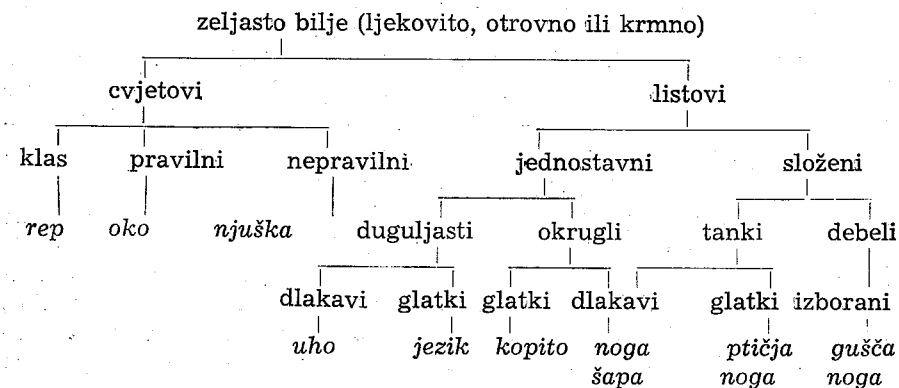 zeljasto bilje (ljekovito, otrovno ili krmno)
cvjetovi listovi
klas pravilni nepravilni jednostavni složeni
rep oko njuška duguljasti okrugli tanki debeli
dlakavi glatki glatki dlakavi glatki izborani
uho jezik kopito noga ptičja gušča
šapa noga noga